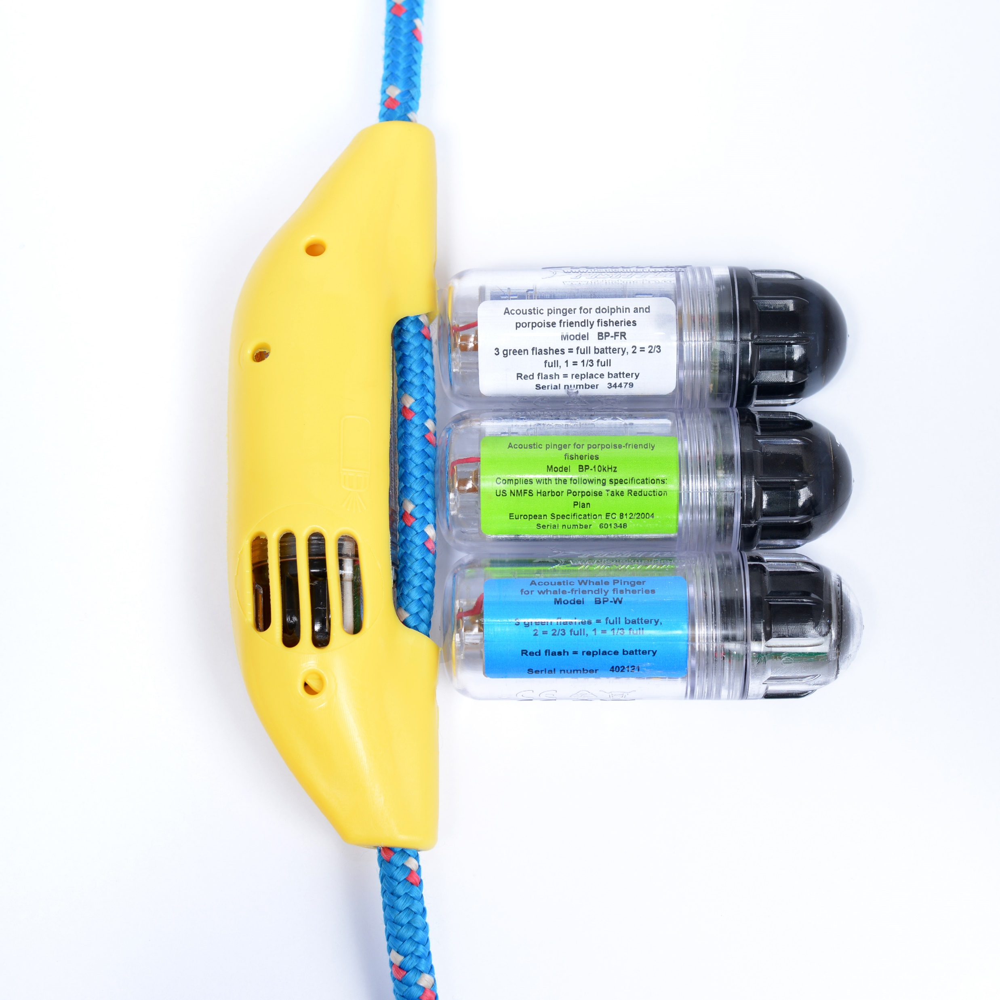 Acoustic pinger for dolphin and
porpoise friendly fisheries
Model BP-FR
3 green flashes = full battery, 2 = 2/3
full, 1 = 1/3 full
Red flash = replace battery
Serial number 34479
Acoustic pinger for porpoise-friendly
fisheries
Model BP-10kHz
Complies with the following specifications:
US NMFS Harbor Porpoise Take Reduction
Plan
European Specification EC 812/2004
Serial number 601348
Acoustic Whale Pinger
for whale-friendly fisheries
Model BP-W
3 green flashes = full battery,
2 = 2/3 full, 1 = 1/3 full
Red flash = replace battery
Serial number 402121
CE